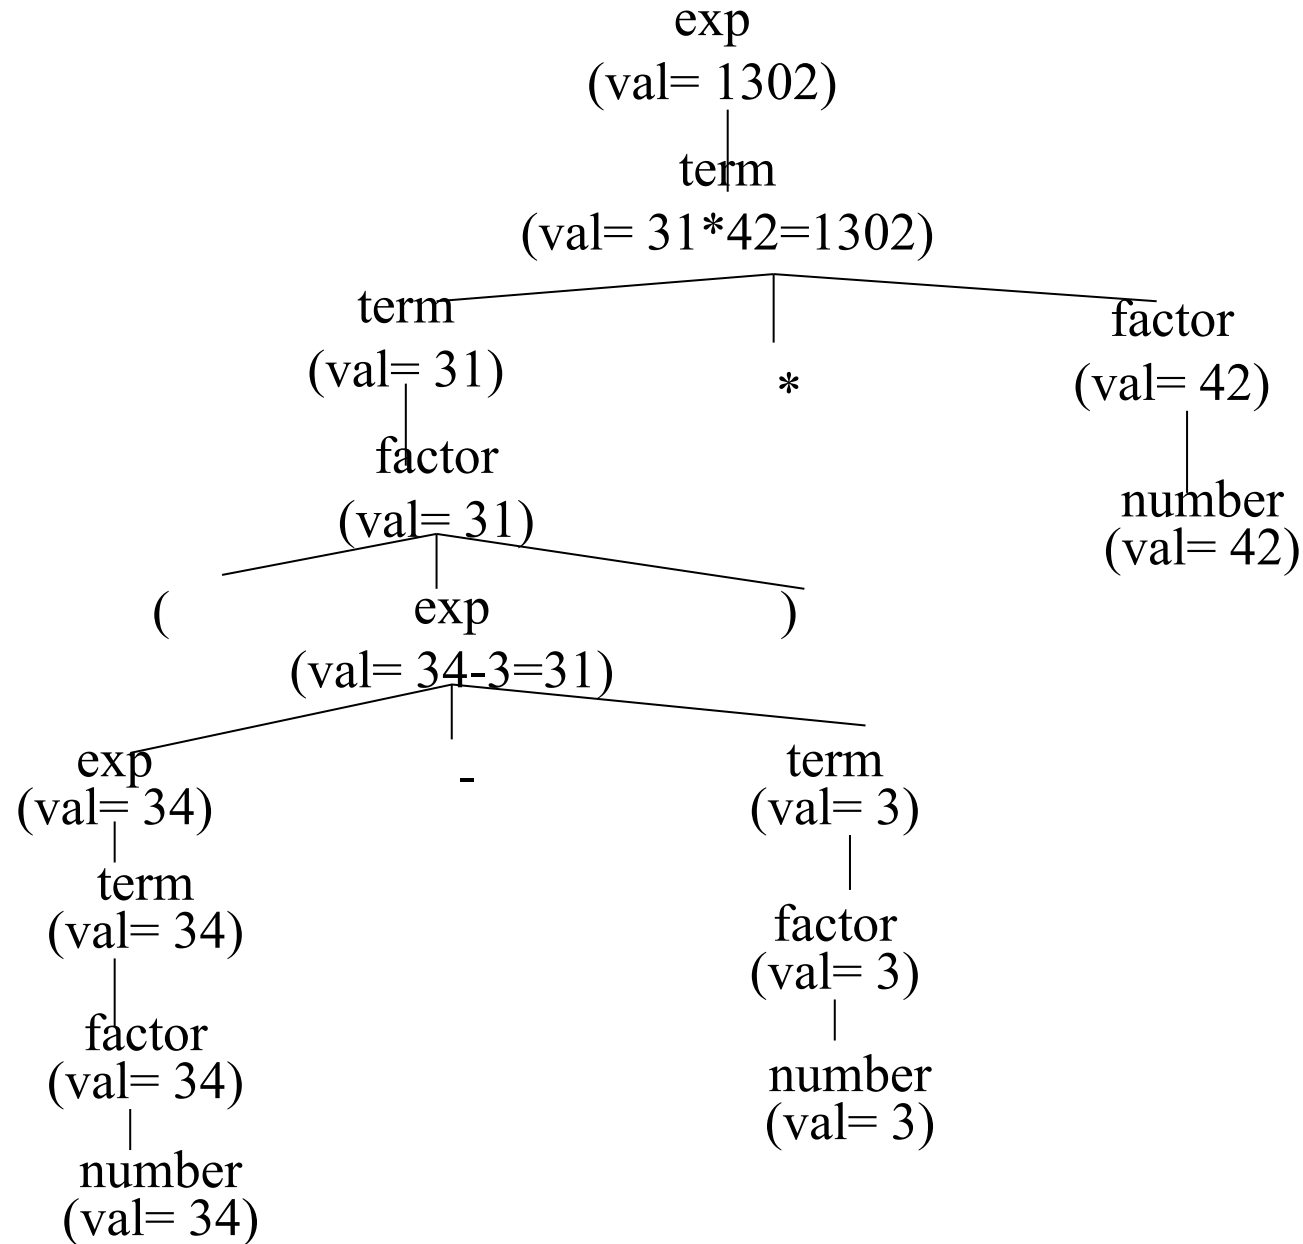 exp
(val= 1302)
term
(val= 31*42=1302)
term
factor
(val= 31)
*
(val= 42)
factor
(val= 31)
number
(val= 42)
(
exp
)
(val= 34-3=31)
exp
-
term
(val= 34)
(val= 3)
term
(val= 34)
factor
(val= 3)
factor
(val= 34)
number
(val= 3)
number
(val= 34)